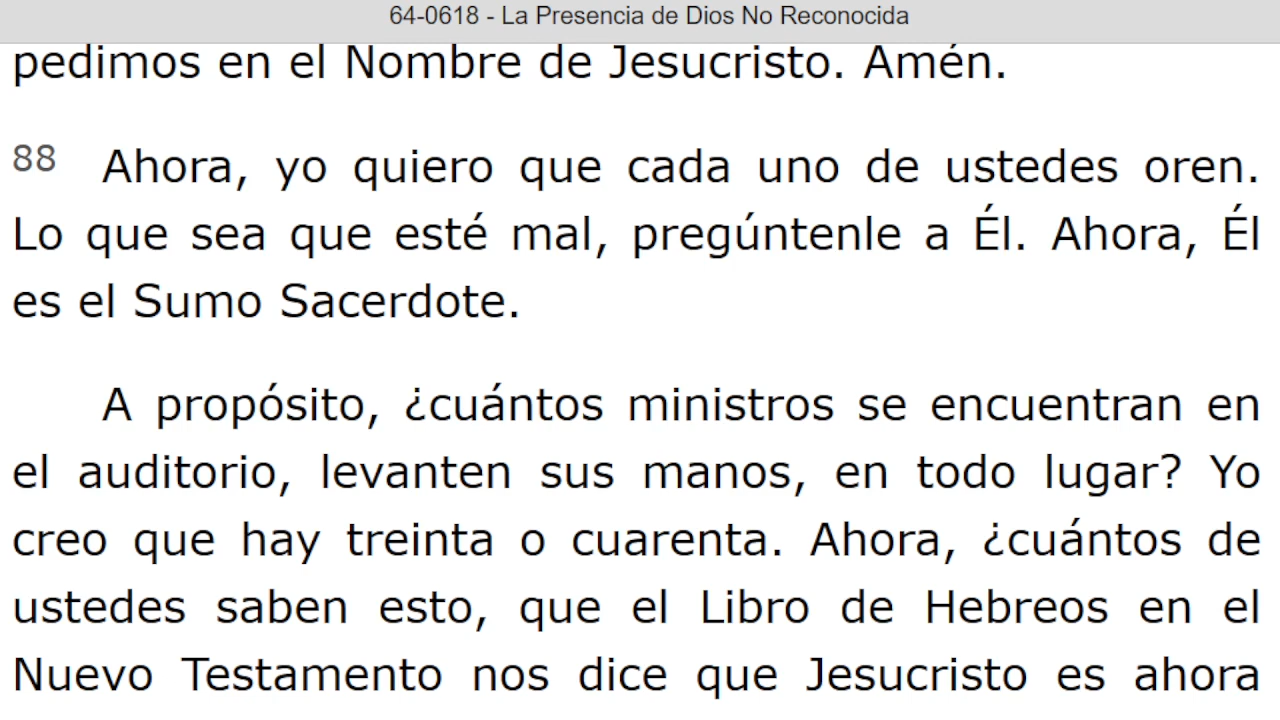 64-0618 - La Presencia de Dios No Reconocida
pedimos en el Nombre de Jesucristo. Amén.
88 Ahora, yo quiero que cada uno de ustedes oren.
Lo que sea que esté mal, pregúntenle a Él. Ahora, Él
es el Sumo Sacerdote.
A propósito, ¿cuántos ministros se encuentran en
el auditorio, levanten sus manos, en todo lugar? Yo
creo que hay treinta o cuarenta. Ahora, ¿cuántos de
ustedes saben esto, que el Libro de Hebreos en el
Nuevo Testamento nos dice que Jesucristo es ahora